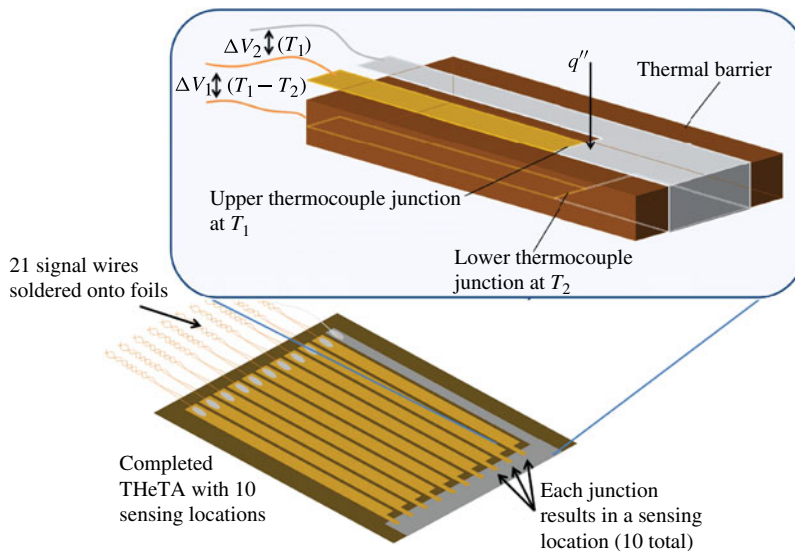 ΔV₂ (T₁)
q″
Thermal barrier
ΔV₁ (T₁ − T₂)
Upper thermocouple junction
at T₁
Lower thermocouple
junction at T₂
21 signal wires
soldered onto foils
Completed
THeTA with 10
sensing locations
Each junction
results in a sensing
location (10 total)